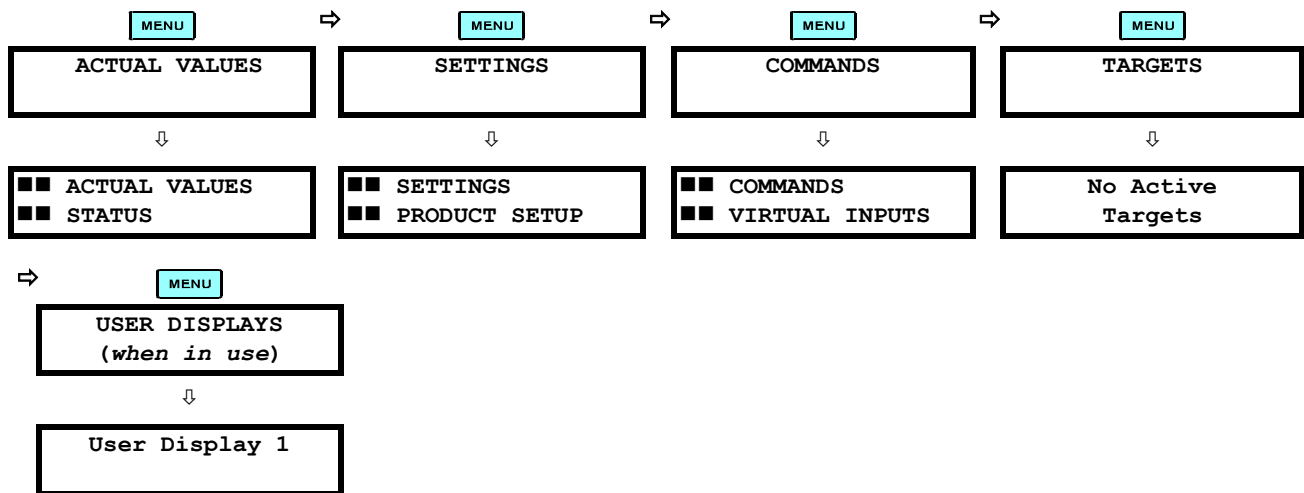 MENU
ACTUAL VALUES
■■ ACTUAL VALUES
■■ STATUS
MENU
SETTINGS
■■ SETTINGS
■■ PRODUCT SETUP
MENU
COMMANDS
■■ COMMANDS
■■ VIRTUAL INPUTS
MENU
TARGETS
No Active
Targets
MENU
USER DISPLAYS
(when in use)
User Display 1